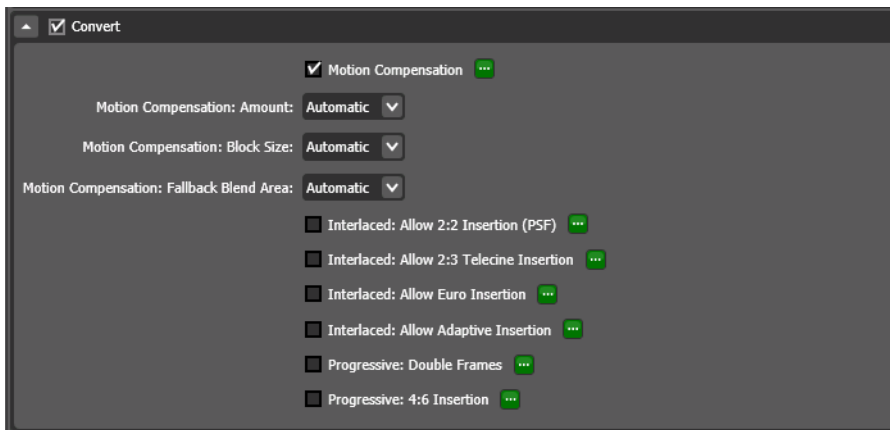 Convert
Motion Compensation
Motion Compensation: Amount: Automatic
Motion Compensation: Block Size: Automatic
Motion Compensation: Fallback Blend Area: Automatic
Interlaced: Allow 2:2 Insertion (PSF)
Interlaced: Allow 2:3 Telecine Insertion
Interlaced: Allow Euro Insertion
Interlaced: Allow Adaptive Insertion
Progressive: Double Frames
Progressive: 4:6 Insertion